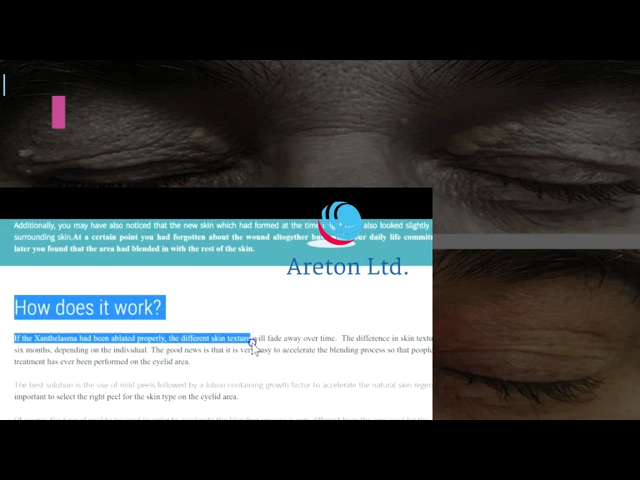 Additionally, you may have also noticed that the new skin which had formed at the time also looked slightly
surrounding skin.At a certain point you had forgotten about the wound altogether but your daily life
later you found that the area had blended in with the rest of the skin.
Areton Ltd.
How does it work?
If the Xanthelasma had been ablated properly, the different skin texture will fade away over time. The difference in skin
six months, depending on the individual. The good news is that it is very easy to accelerate the blending process so that people
treatment has ever been performed on the eyelid area.
The best solution is the use of mild peels followed by a lotion containing growth factor to accelerate the natural skin
important to select the right peel for the skin type on the eyelid area.